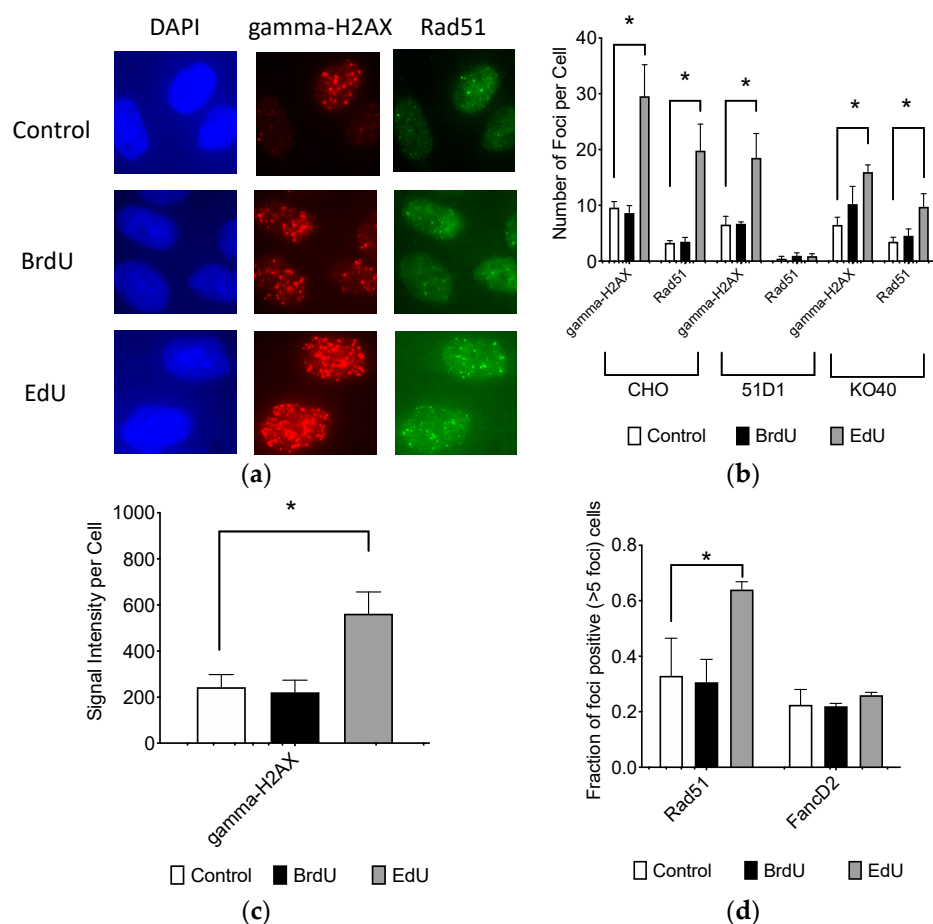 DAPI gamma-H2AX Rad51
Control
BrdU
EdU
(a)
Number of Foci per Cell
40
30
20
10
0
* * * * *
gamma-H2AX Rad51 gamma-H2AX Rad51 gamma-H2AX Rad51
CHO 51D1 KO40
Control BrdU EdU
(b)
Signal Intensity per Cell
1000
800
600
400
200
0
*
gamma-H2AX
Control BrdU EdU
(c)
Fraction of foci positive (>5 foci) cells
0.8
0.6
0.4
0.2
0.0
*
Rad51 FancD2
Control BrdU EdU
(d)